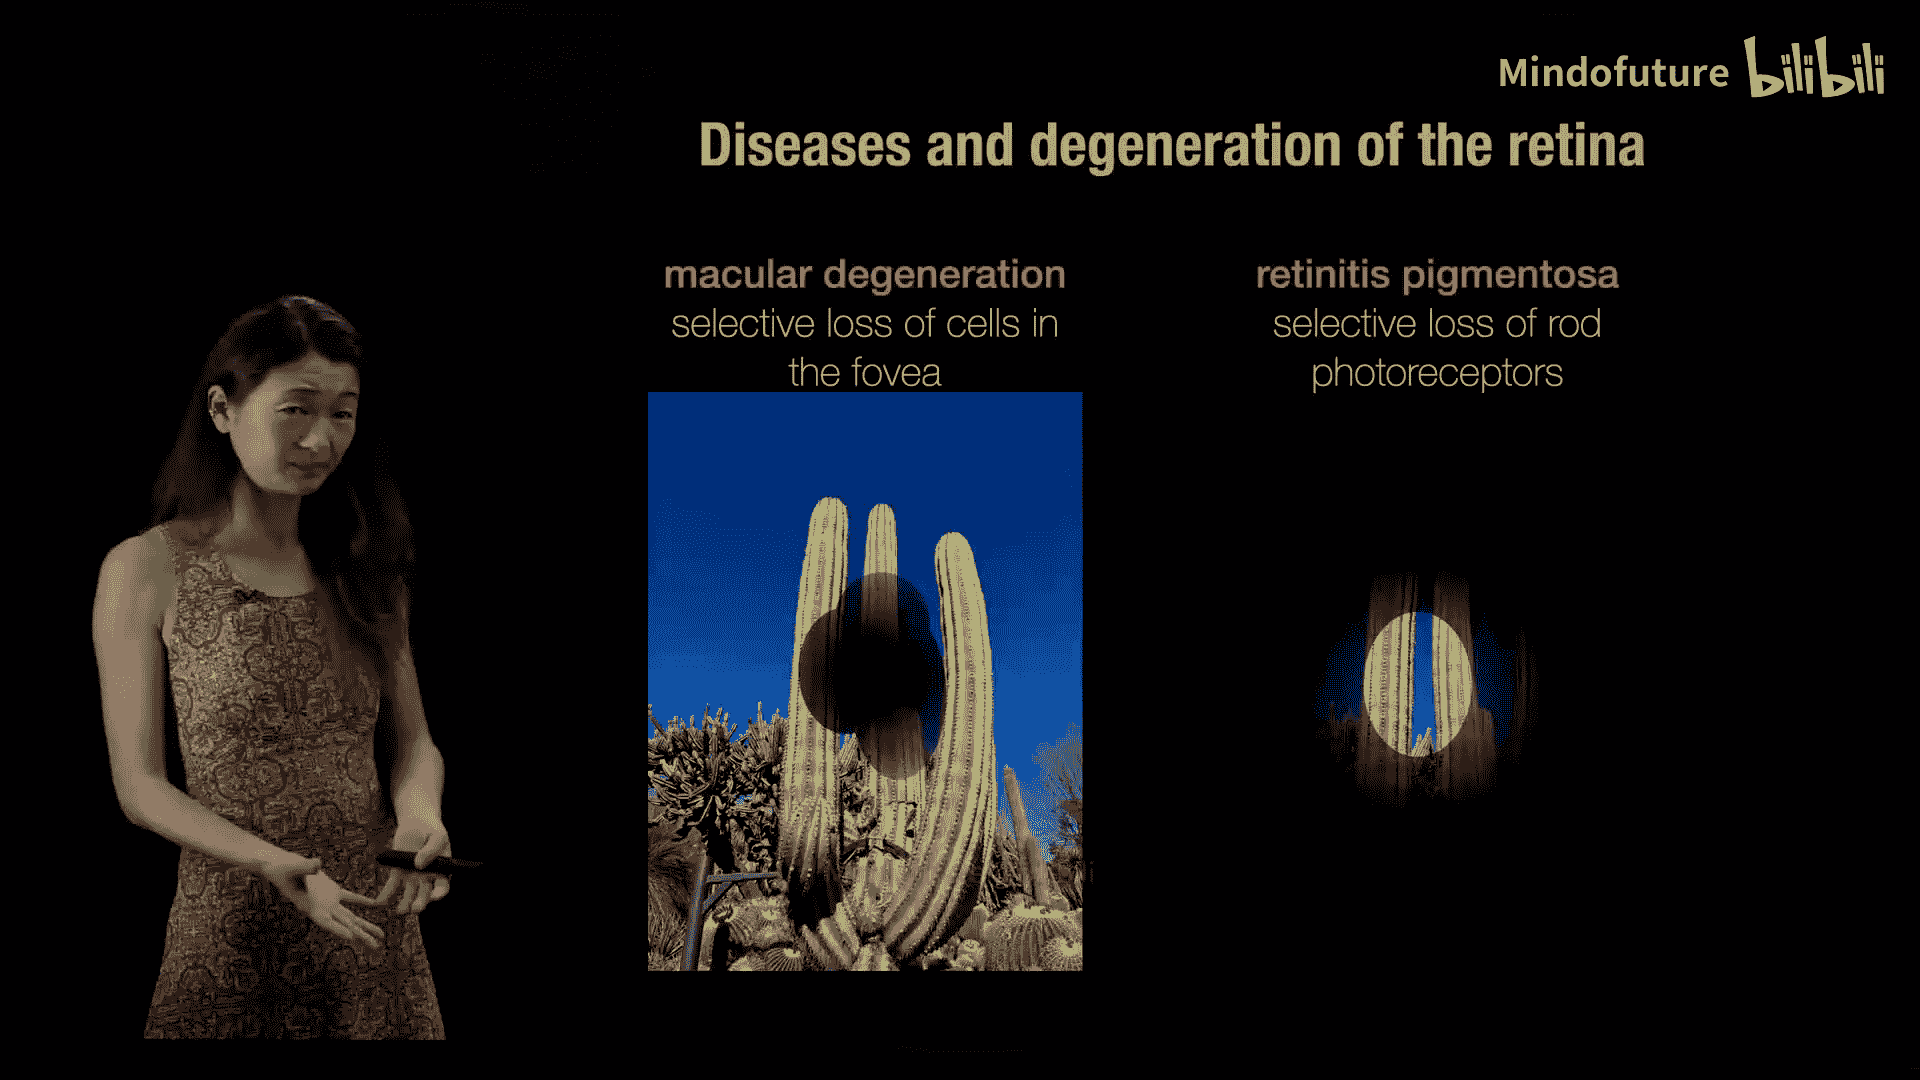 Mindofuture bilibili
Diseases and degeneration of the retina
macular degeneration
selective loss of cells in
the fovea
retinitis pigmentosa
selective loss of rod
photoreceptors